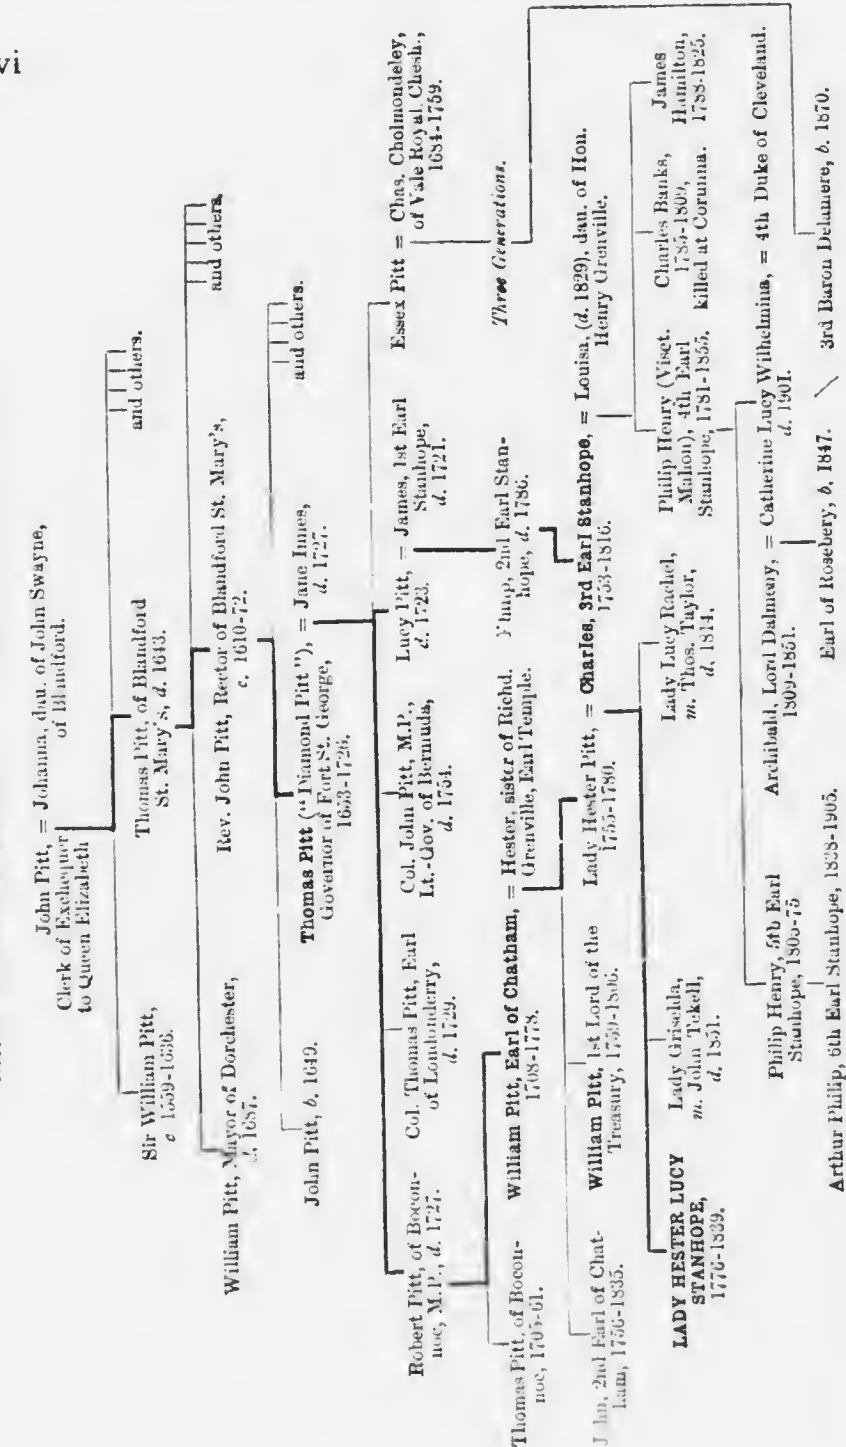 vi
John Pitt, = Johanna, dau. of John Swayne,
Clerk of Exchequer of Blandford.
to Queen Elizabeth
Sir William Pitt,
c 1559-1636.
Thomas Pitt, of Blandford
St. Mary's, d. 1643.
and others.
William Pitt, Mayor of Dorchester,
d. 1687.
Rev. John Pitt, Rector of Blandford St. Mary's,
c. 1610-72.
and others.
John Pitt, b. 1649.
Thomas Pitt ("Diamond Pitt"), = Jane Innes,
Governor of Fort St. George, d. 1727.
1653-1726.
and others.
Robert Pitt, of Bocon-
noc, M.P., d. 1727.
Col. Thomas Pitt, Earl
of Londonderry,
d. 1729.
Col. John Pitt, M.P.,
Lt.-Gov. of Bermuda,
d. 1754.
Lucy Pitt, = James, 1st Earl
d. 1723. Stanhope,
d. 1721.
Essex Pitt = Chas. Cholmondeley,
of Vale Royal, Chesh.,
1684-1759.
Thomas Pitt, of Bocon-
noc, 1705-61.
William Pitt, Earl of Chatham, = Hester, sister of Richd.
1708-1778. Grenville, Earl Temple.
Philip, 2nd Earl Stan-
hope, d. 1786.
Three Generations.
John, 2nd Earl of Chat-
ham, 1756-1835.
William Pitt, 1st Lord of the
Treasury, 1759-1806.
Lady Hester Pitt, = Charles, 3rd Earl Stanhope, = Louisa, (d. 1829), dau. of Hon.
1755-1780. 1753-1816. Henry Grenville.
LADY HESTER LUCY
STANHOPE,
1776-1839.
Lady Griselda,
m. John Tekell,
d. 1851.
Lady Lucy Rachel,
m. Thos. Taylor,
d. 1814.
Philip Henry (Visct.
Mahon), 4th Earl
Stanhope, 1781-1855.
Charles Banks,
1785-1809,
killed at Corunna.
James
Hamilton,
1788-1825.
Philip Henry, 5th Earl
Stanhope, 1805-75
Archibald, Lord Dalmeny, = Catherine Lucy Wilhelmina, = 4th Duke of Cleveland.
1809-1851. d. 1901.
Arthur Philip, 6th Earl Stanhope, 1838-1905.
Earl of Rosebery, b. 1847.
3rd Baron Delamere, b. 1870.